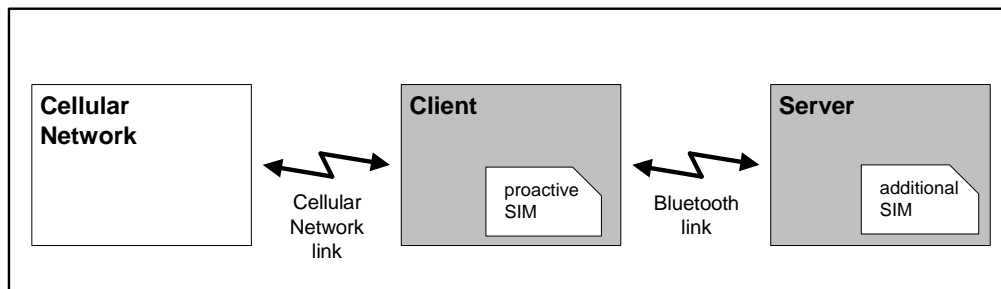 Cellular
Network
Client
Server
proactive
SIM
additional
SIM
Cellular
Network
link
Bluetooth
link